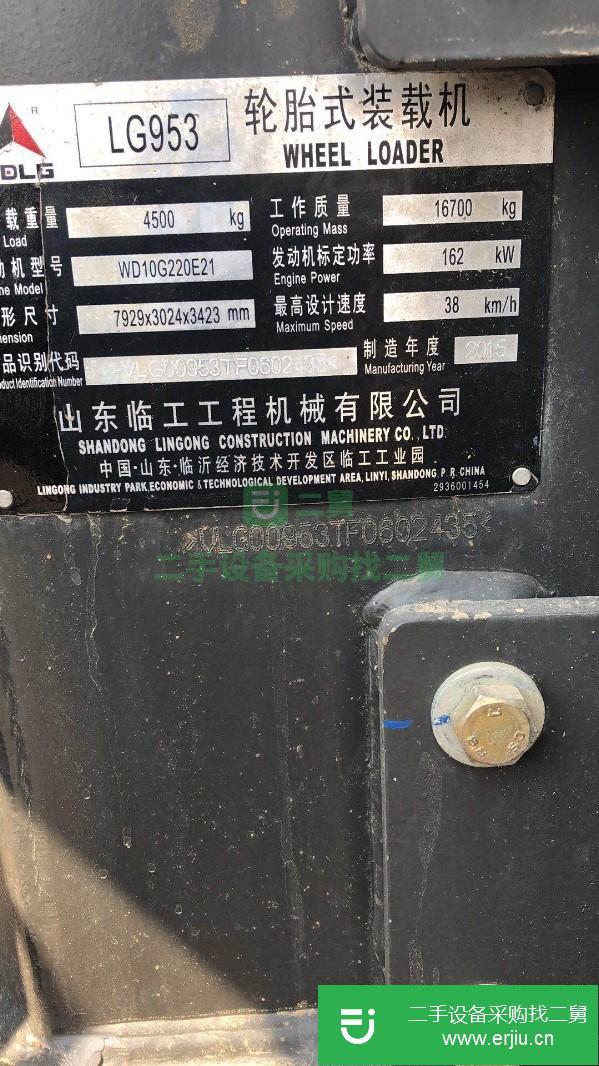 LG953
轮胎式装载机
WHEEL LOADER
DLG
载重量 4500 kg 工作质量 16700 kg
Load Operating Mass
机型号 WD10G220E21 发动机标定功率 162 kW
Model Engine Power
形尺寸 7929x3024x3423 mm 最高设计速度 38 km/h
Maximum Speed
品识别代码 VLG00953TF0602435 制造年度 2015
Identification Number Manufacturing Year
山东临工工程机械有限公司
SHANDONG LINGONG CONSTRUCTION MACHINERY CO., LTD.
中国·山东·临沂经济技术开发区临工工业园
LINGONG INDUSTRY PARK,ECONOMIC & TECHNOLOGICAL DEVELOPMENT AREA, LINYI, SHANDONG P. R. CHINA
2936001454
二舅
VLG00953TF0602435
二手设备采购找二舅
8.8
二手设备采购找二舅
www.erjiu.cn